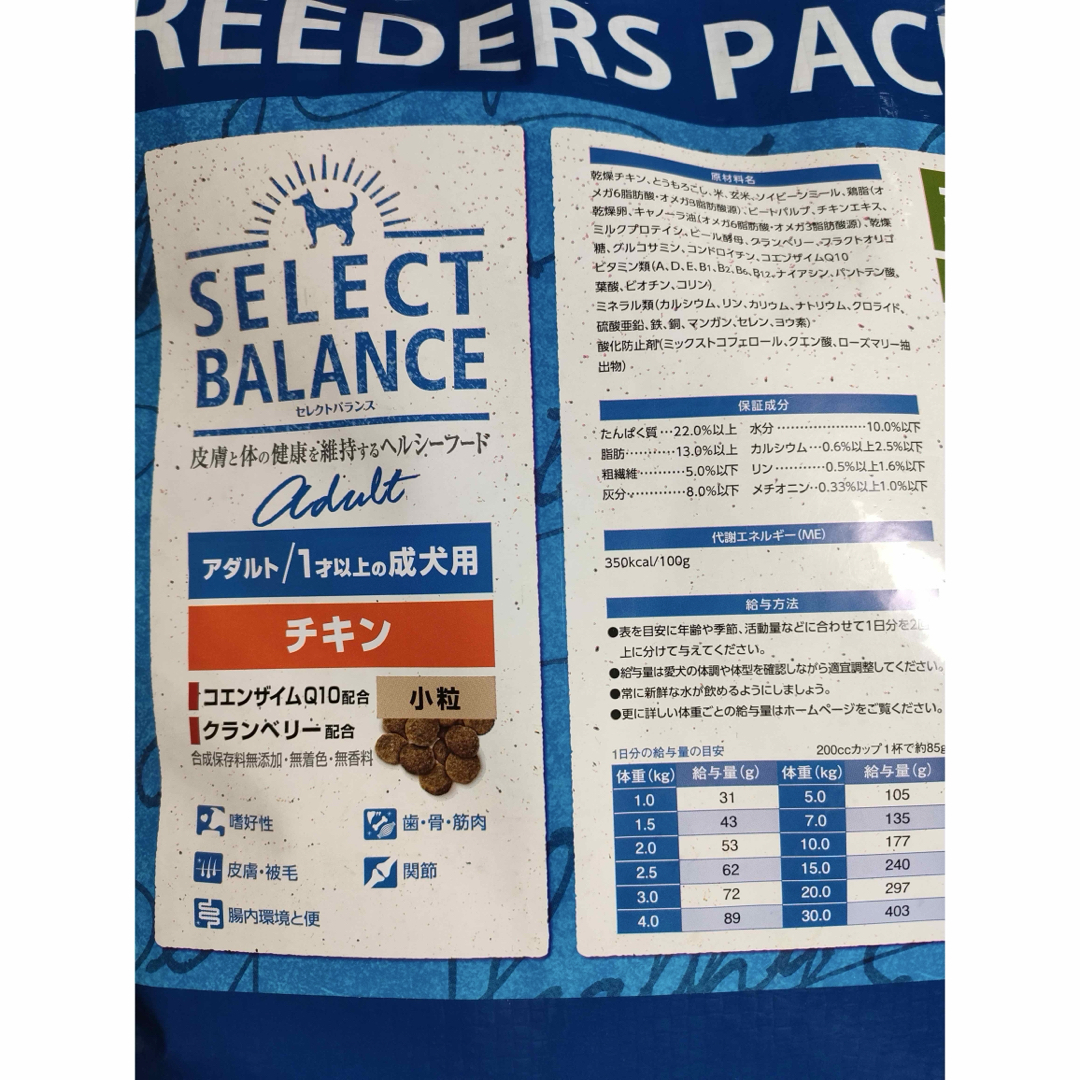 REEDERS PAC
SELECT
BALANCE
セレクトバランス
皮膚と体の健康を維持するヘルシーフード
adult
アダルト/1才以上の成犬用
チキン
コエンザイムQ10配合
クランベリー配合
合成保存料無添加・無着色・無香料
小粒
嗜好性
歯・骨・筋肉
皮膚・被毛
関節
腸内環境と便
原材料名
乾燥チキン、とうもろこし、米、玄米、ソイビーンミール、鶏脂(オ
メガ6脂肪酸・オメガ3脂肪酸源)、ビートパルプ、チキンエキス、
乾燥卵、キャノーラ油(オメガ6脂肪酸・オメガ3脂肪酸源)、乾燥
ミルクプロテイン、ビール酵母、クランベリー、フラクトオリゴ
糖、グルコサミン、コンドロイチン、コエンザイムQ10
ビタミン類(A、D、E、B1、B2、B6、B12、ナイアシン、パントテン酸、
葉酸、ビオチン、コリン)
ミネラル類(カルシウム、リン、カリウム、ナトリウム、クロライド、
硫酸亜鉛、鉄、銅、マンガン、セレン、ヨウ素)
酸化防止剤(ミックストコフェロール、クエン酸、ローズマリー抽
出物)
保証成分
たんぱく質…22.0%以上 水分………………10.0%以下
脂肪…………13.0%以上 カルシウム…0.6%以上2.5%以下
粗繊維………5.0%以下 リン…………0.5%以上1.6%以下
灰分…………8.0%以下 メチオニン…0.33%以上1.0%以下
代謝エネルギー(ME)
350kcal/100g
給与方法
●表を目安に年齢や季節、活動量などに合わせて1日分を2回
上に分けて与えてください。
●給与量は愛犬の体調や体型を確認しながら適宜調整してください。
●常に新鮮な水が飲めるようにしましょう。
●更に詳しい体重ごとの給与量はホームページをご覧ください。
1日分の給与量の目安 200ccカップ1杯で約85g
体重(kg) 給与量(g) 体重(kg) 給与量(g)
1.0 31 5.0 105
1.5 43 7.0 135
2.0 53 10.0 177
2.5 62 15.0 240
3.0 72 20.0 297
4.0 89 30.0 403